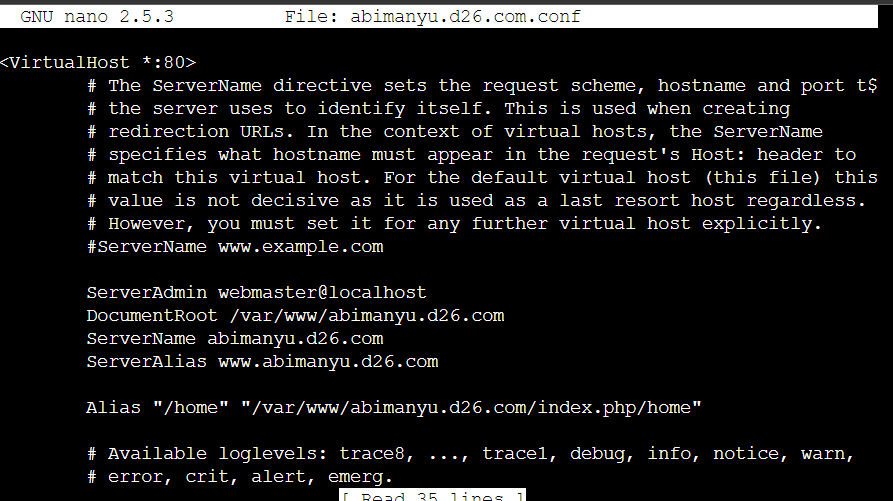 GNU nano 2.5.3 File: abimanyu.d26.com.conf
<VirtualHost *:80>
# The ServerName directive sets the request scheme, hostname and port t$
# the server uses to identify itself. This is used when creating
# redirection URLs. In the context of virtual hosts, the ServerName
# specifies what hostname must appear in the request's Host: header to
# match this virtual host. For the default virtual host (this file) this
# value is not decisive as it is used as a last resort host regardless.
# However, you must set it for any further virtual host explicitly.
#ServerName www.example.com
ServerAdmin webmaster@localhost
DocumentRoot /var/www/abimanyu.d26.com
ServerName abimanyu.d26.com
ServerAlias www.abimanyu.d26.com
Alias "/home" "/var/www/abimanyu.d26.com/index.php/home"
# Available loglevels: trace8, ..., trace1, debug, info, notice, warn,
# error, crit, alert, emerg.
[ Read 35 lines ]